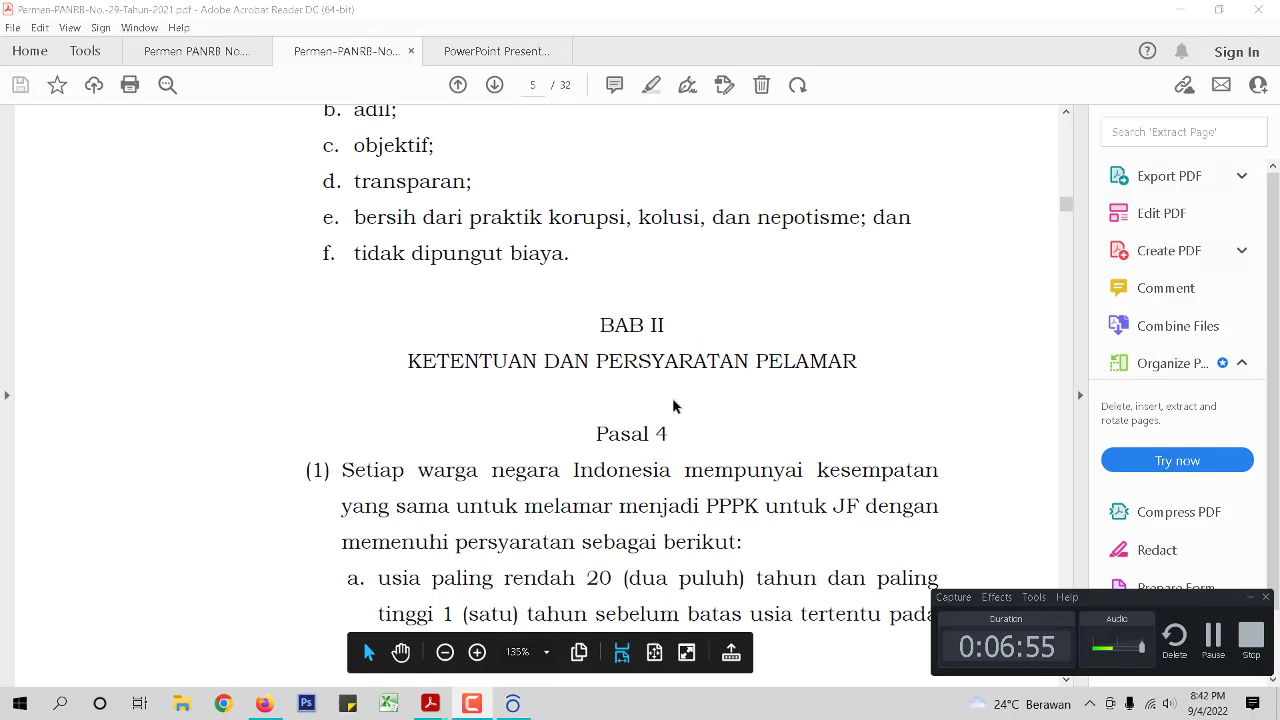 Permen-PANRB-No.-29-Tahun-2021.pdf - Adobe Acrobat Reader DC (64-bit)
File Edit View Sign Window Help
Home Tools Permen PANRB No... Permen-PANRB-No... × PowerPoint Present... Sign In
5 / 32
b. adil;
c. objektif;
d. transparan;
e. bersih dari praktik korupsi, kolusi, dan nepotisme; dan
f. tidak dipungut biaya.
BAB II
KETENTUAN DAN PERSYARATAN PELAMAR
Pasal 4
(1) Setiap warga negara Indonesia mempunyai kesempatan
yang sama untuk melamar menjadi PPPK untuk JF dengan
memenuhi persyaratan sebagai berikut:
a. usia paling rendah 20 (dua puluh) tahun dan paling
tinggi 1 (satu) tahun sebelum batas usia tertentu pada
135%
Search 'Extract Page'
Export PDF
Edit PDF
Create PDF
Comment
Combine Files
Organize P...
Delete, insert, extract and
rotate pages.
Try now
Compress PDF
Redact
Prepare Form
Capture Effects Tools Help
Duration Audio
0:06:55 Delete Pause Stop
24°C Berawan
8:42 PM
9/4/2022